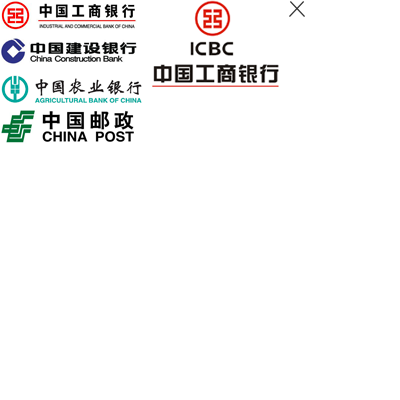 中国工商银行
INDUSTRIAL AND COMMERCIAL BANK OF CHINA
中国建设银行
China Construction Bank
中国农业银行
AGRICULTURAL BANK OF CHINA
中国邮政
CHINA POST
ICBC
中国工商银行